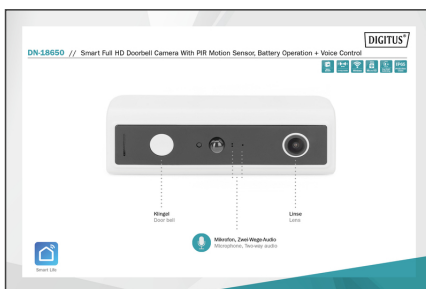 DIGITUS®
DN-18650 // Smart Full HD Doorbell Camera With PIR Motion Sensor, Battery Operation + Voice Control
IP65
Klingel
Door bell
Linse
Lens
Mikrofon, Zwei-Wege-Audio
Microphone, Two-way audio
Smart Life